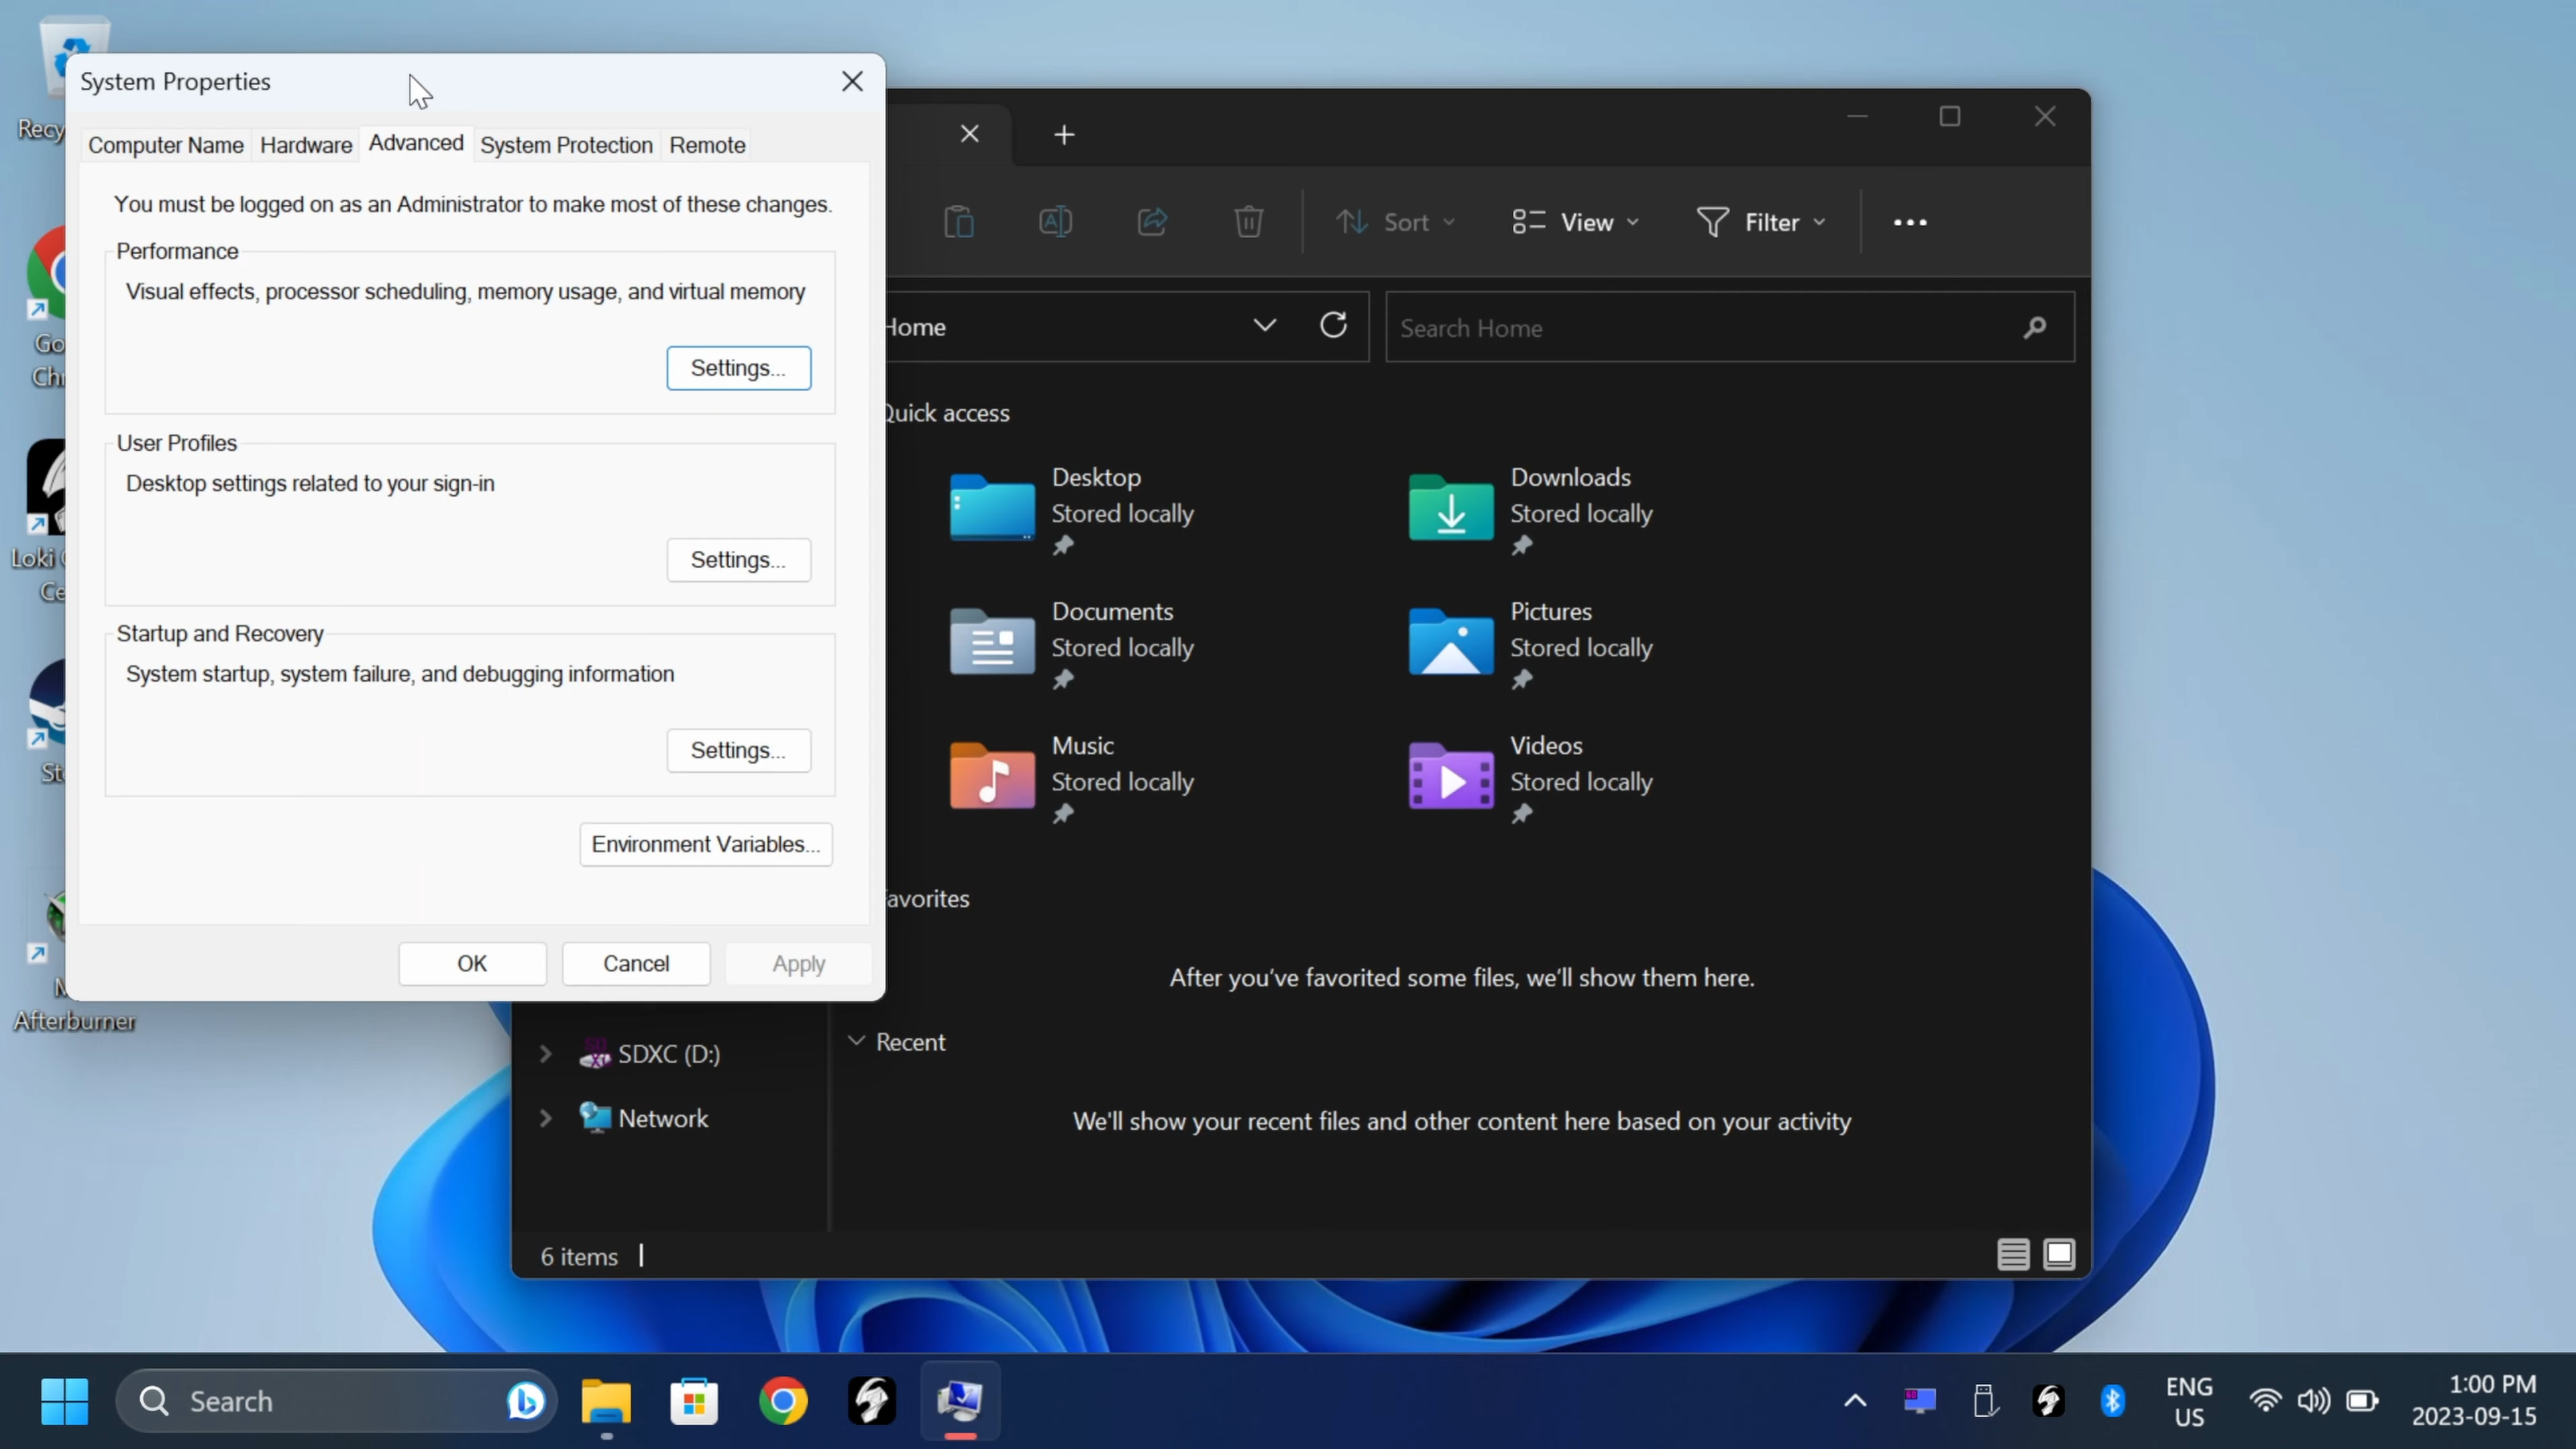 System Properties
Computer Name
Hardware
Advanced
System Protection
Remote
You must be logged on as an Administrator to make most of these changes.
Performance
Visual effects, processor scheduling, memory usage, and virtual memory
Settings...
User Profiles
Desktop settings related to your sign-in
Settings...
Startup and Recovery
System startup, system failure, and debugging information
Settings...
Environment Variables...
OK
Cancel
Apply
Recy
Go
Chr
Loki
Ce
St
M
Afterburner
Sort
View
Filter
Home
Search Home
Quick access
Desktop
Stored locally
Downloads
Stored locally
Documents
Stored locally
Pictures
Stored locally
Music
Stored locally
Videos
Stored locally
Favorites
After you've favorited some files, we'll show them here.
SDXC (D:)
Network
Recent
We'll show your recent files and other content here based on your activity
6 items
Search
ENG
US
1:00 PM
2023-09-15